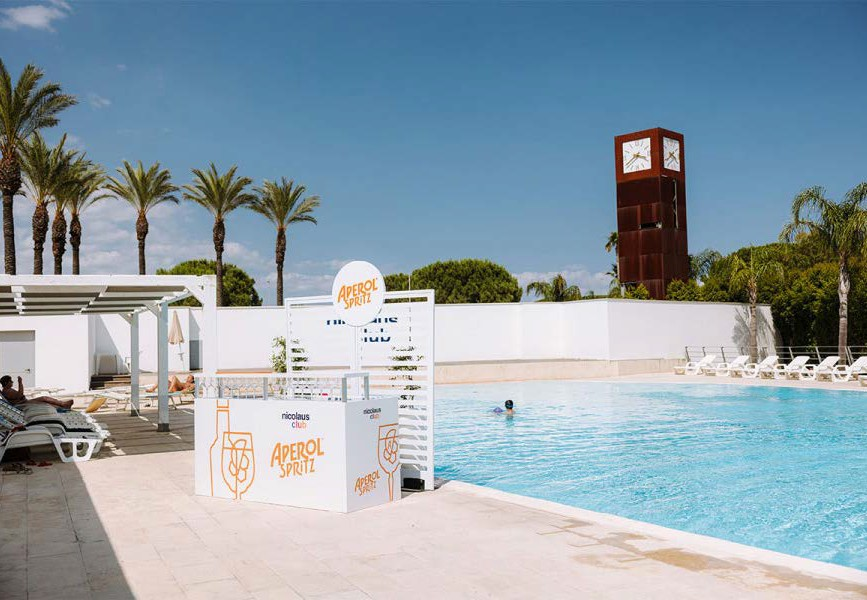 APEROL
SPRITZ
nicolaus
club
nicolaus
club
APEROL
SPRITZ
nicolaus
club
APEROL
SPRITZ